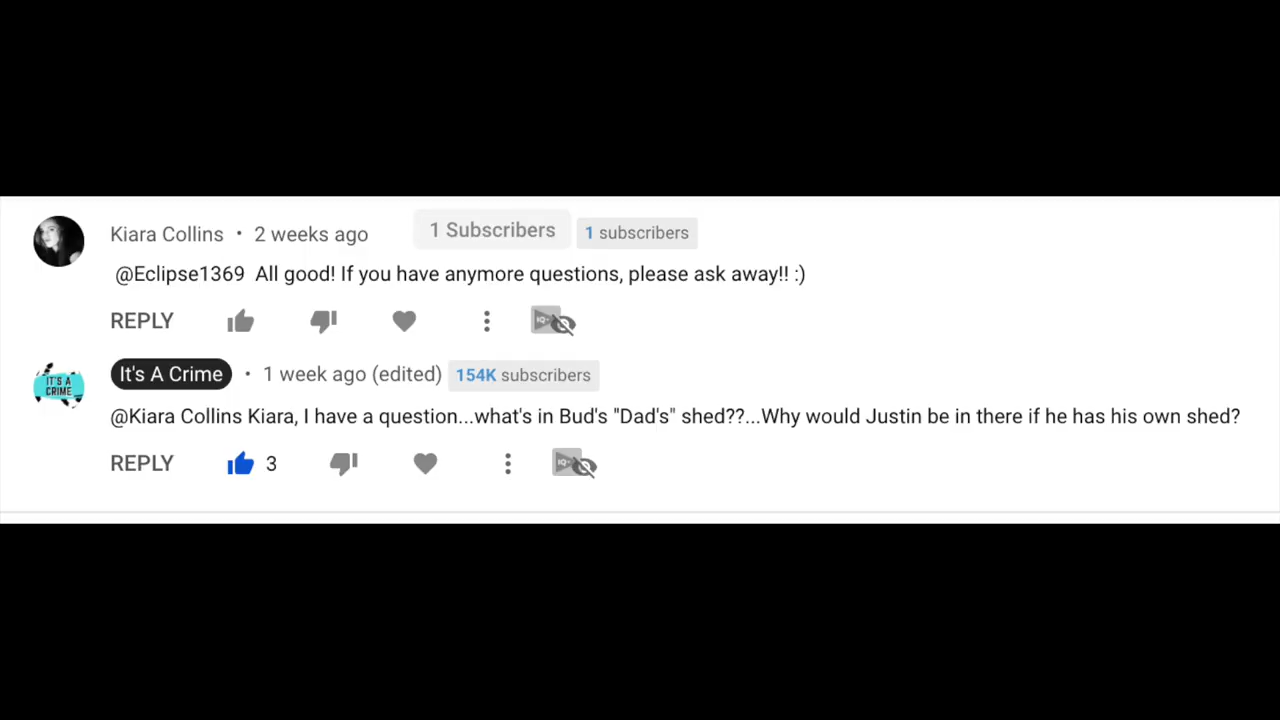 Kiara Collins • 2 weeks ago 1 Subscribers 1 subscribers
@Eclipse1369 All good! If you have anymore questions, please ask away!! :)
REPLY
IT'S A CRIME
It's A Crime • 1 week ago (edited) 154K subscribers
@Kiara Collins Kiara, I have a question...what's in Bud's "Dad's" shed??...Why would Justin be in there if he has his own shed?
REPLY 3